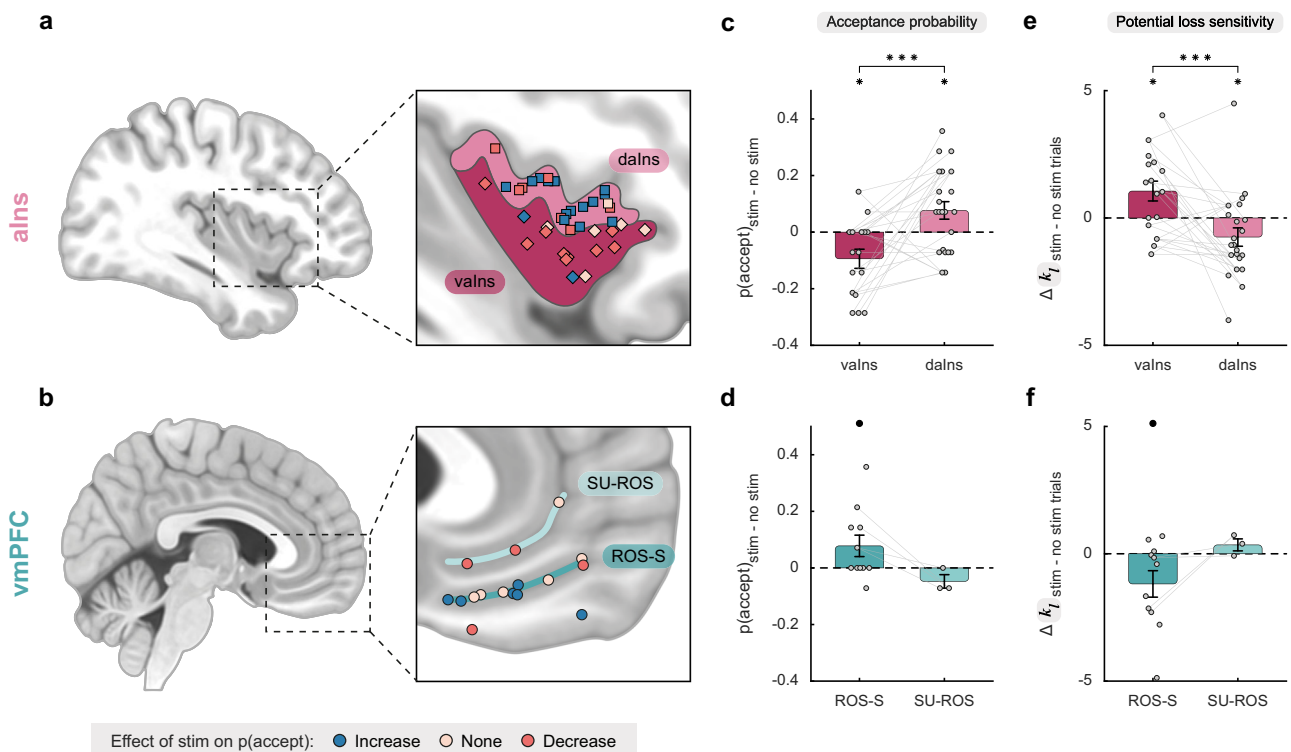 a
aIns
daIns
vaIns
b
vmPFC
SU-ROS
ROS-S
Effect of stim on p(accept): Increase None Decrease
c
Acceptance probability
* * *
* *
p(accept)stim - no stim
0.4
0.2
0
-0.2
-0.4
vaIns daIns
e
Potential loss sensitivity
* * *
* *
Δ kl stim - no stim trials
5
0
-5
vaIns daIns
d
p(accept)stim - no stim
0.4
0.2
0
-0.2
-0.4
ROS-S SU-ROS
f
Δ kl stim - no stim trials
5
0
-5
ROS-S SU-ROS